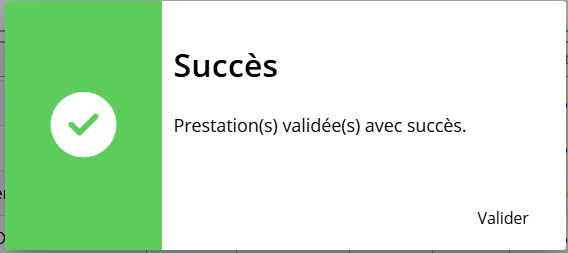 Succès
Prestation(s) validée(s) avec succès.
Valider